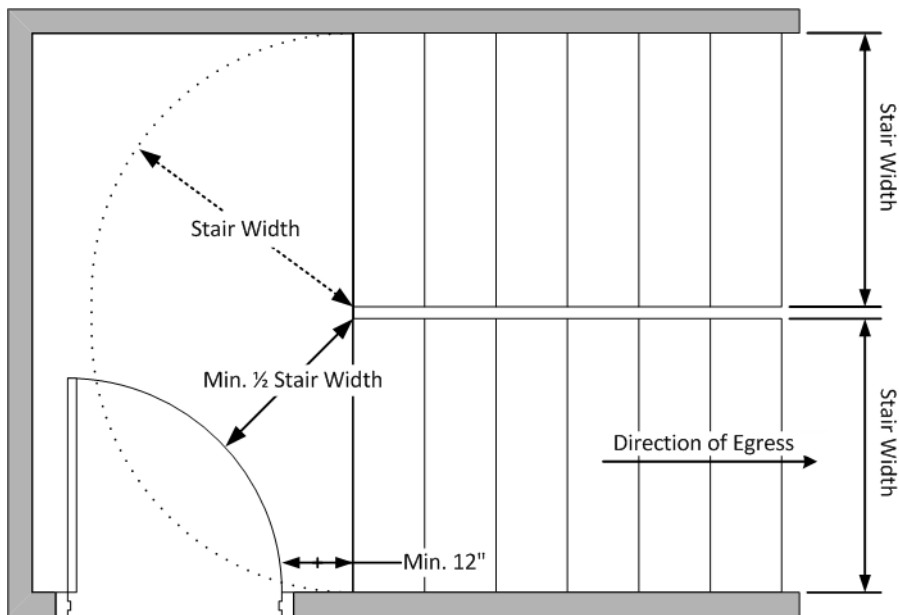 Stair Width
Stair Width
Min. ½ Stair Width
Direction of Egress
Stair Width
Min. 12"